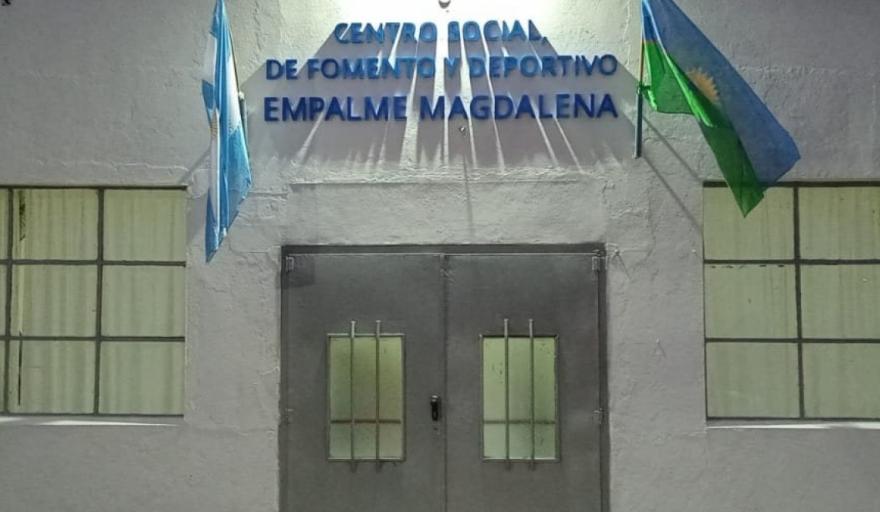 CENTRO SOCIAL,
DE FOMENTO Y DEPORTIVO
EMPALME MAGDALENA